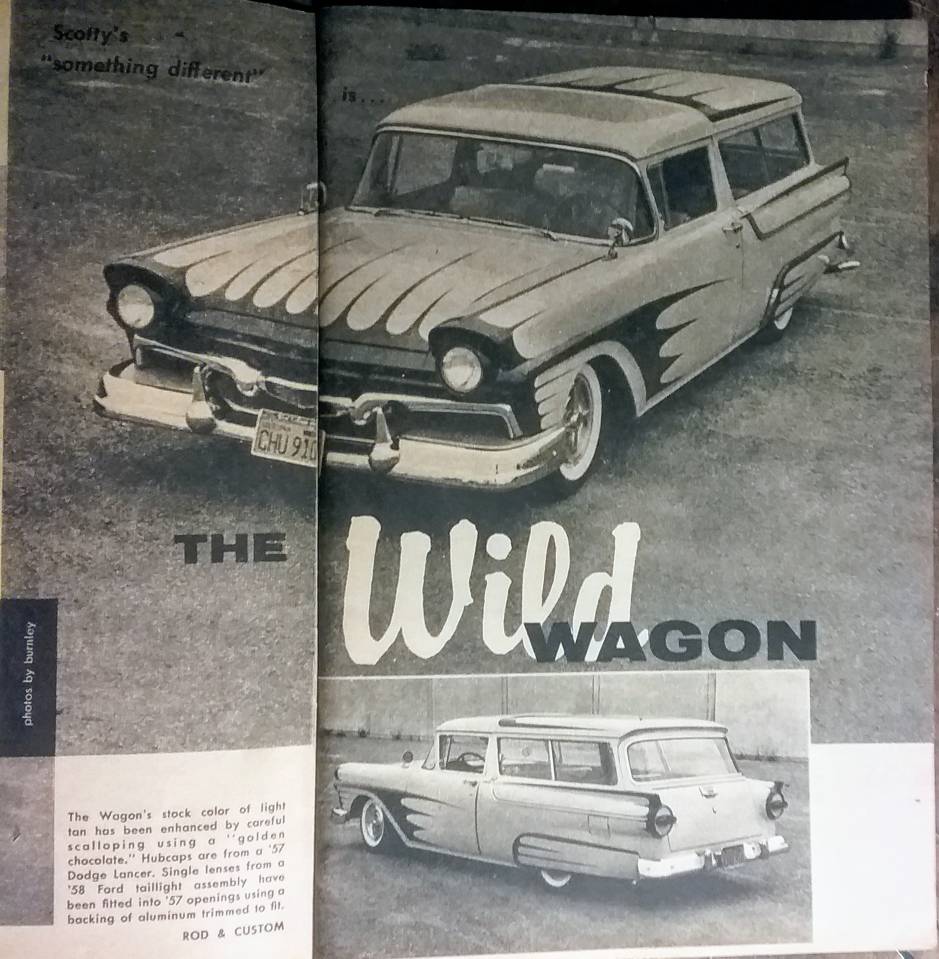 Scotty's
"something different"
is...
CHU 910
THE
Wild
WAGON
photos by burnley
The Wagon's stock color of light
tan has been enhanced by careful
scalloping using a "golden
chocolate." Hubcaps are from a '57
Dodge Lancer. Single lenses from a
'58 Ford taillight assembly have
been fitted into '57 openings using a
backing of aluminum trimmed to fit.
ROD & CUSTOM